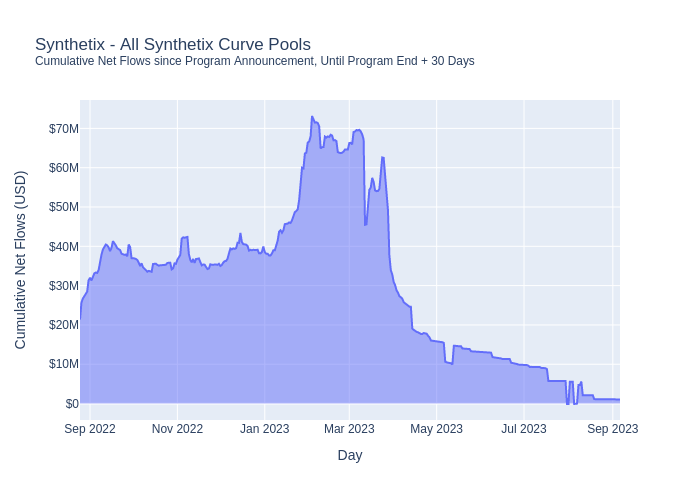 Synthetix - All Synthetix Curve Pools
Cumulative Net Flows since Program Announcement, Until Program End + 30 Days
Cumulative Net Flows (USD)
$70M
$60M
$50M
$40M
$30M
$20M
$10M
$0
Sep 2022 Nov 2022 Jan 2023 Mar 2023 May 2023 Jul 2023 Sep 2023
Day